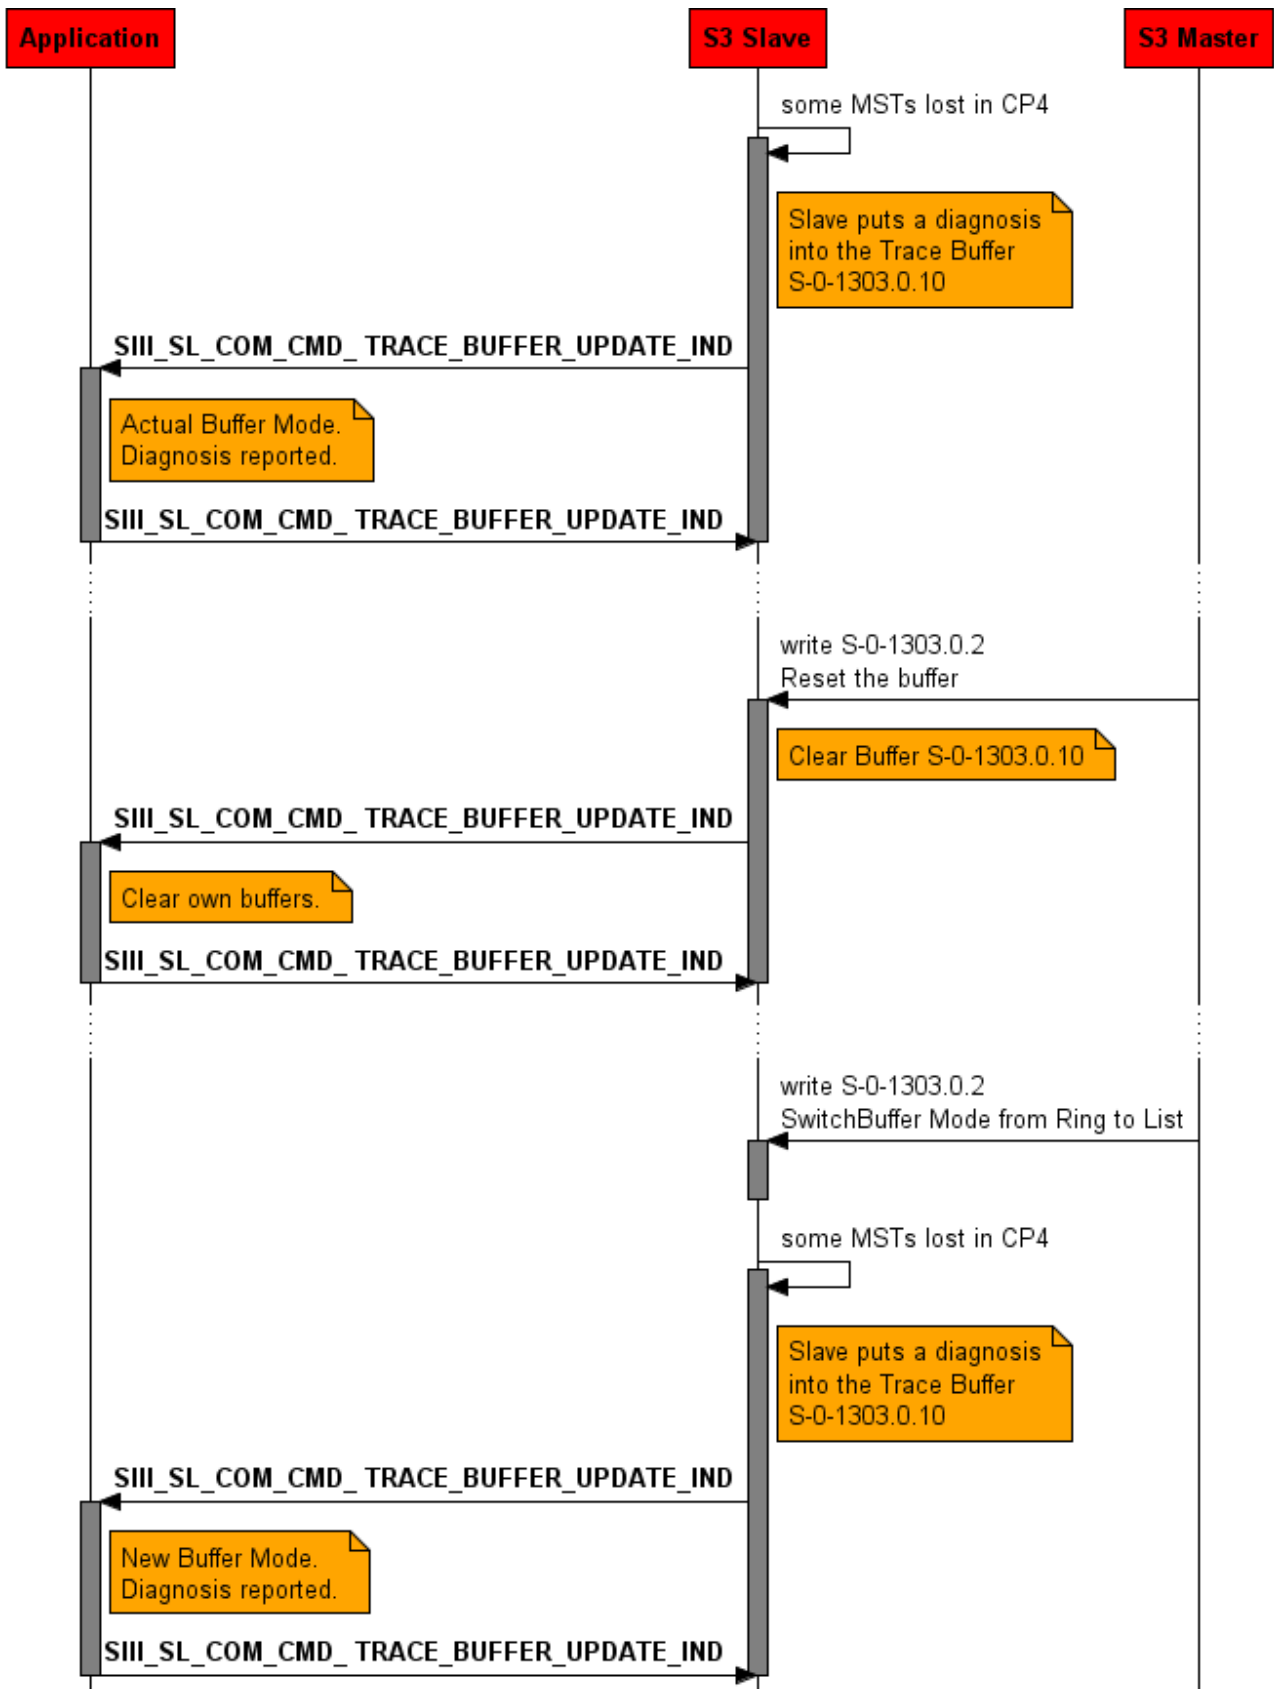 Application
S3 Slave
S3 Master
some MSTs lost in CP4
Slave puts a diagnosis
into the Trace Buffer
S-0-1303.0.10
SIII_SL_COM_CMD_ TRACE_BUFFER_UPDATE_IND
Actual Buffer Mode.
Diagnosis reported.
SIII_SL_COM_CMD_ TRACE_BUFFER_UPDATE_IND
write S-0-1303.0.2
Reset the buffer
Clear Buffer S-0-1303.0.10
SIII_SL_COM_CMD_ TRACE_BUFFER_UPDATE_IND
Clear own buffers.
SIII_SL_COM_CMD_ TRACE_BUFFER_UPDATE_IND
write S-0-1303.0.2
SwitchBuffer Mode from Ring to List
some MSTs lost in CP4
Slave puts a diagnosis
into the Trace Buffer
S-0-1303.0.10
SIII_SL_COM_CMD_ TRACE_BUFFER_UPDATE_IND
New Buffer Mode.
Diagnosis reported.
SIII_SL_COM_CMD_ TRACE_BUFFER_UPDATE_IND